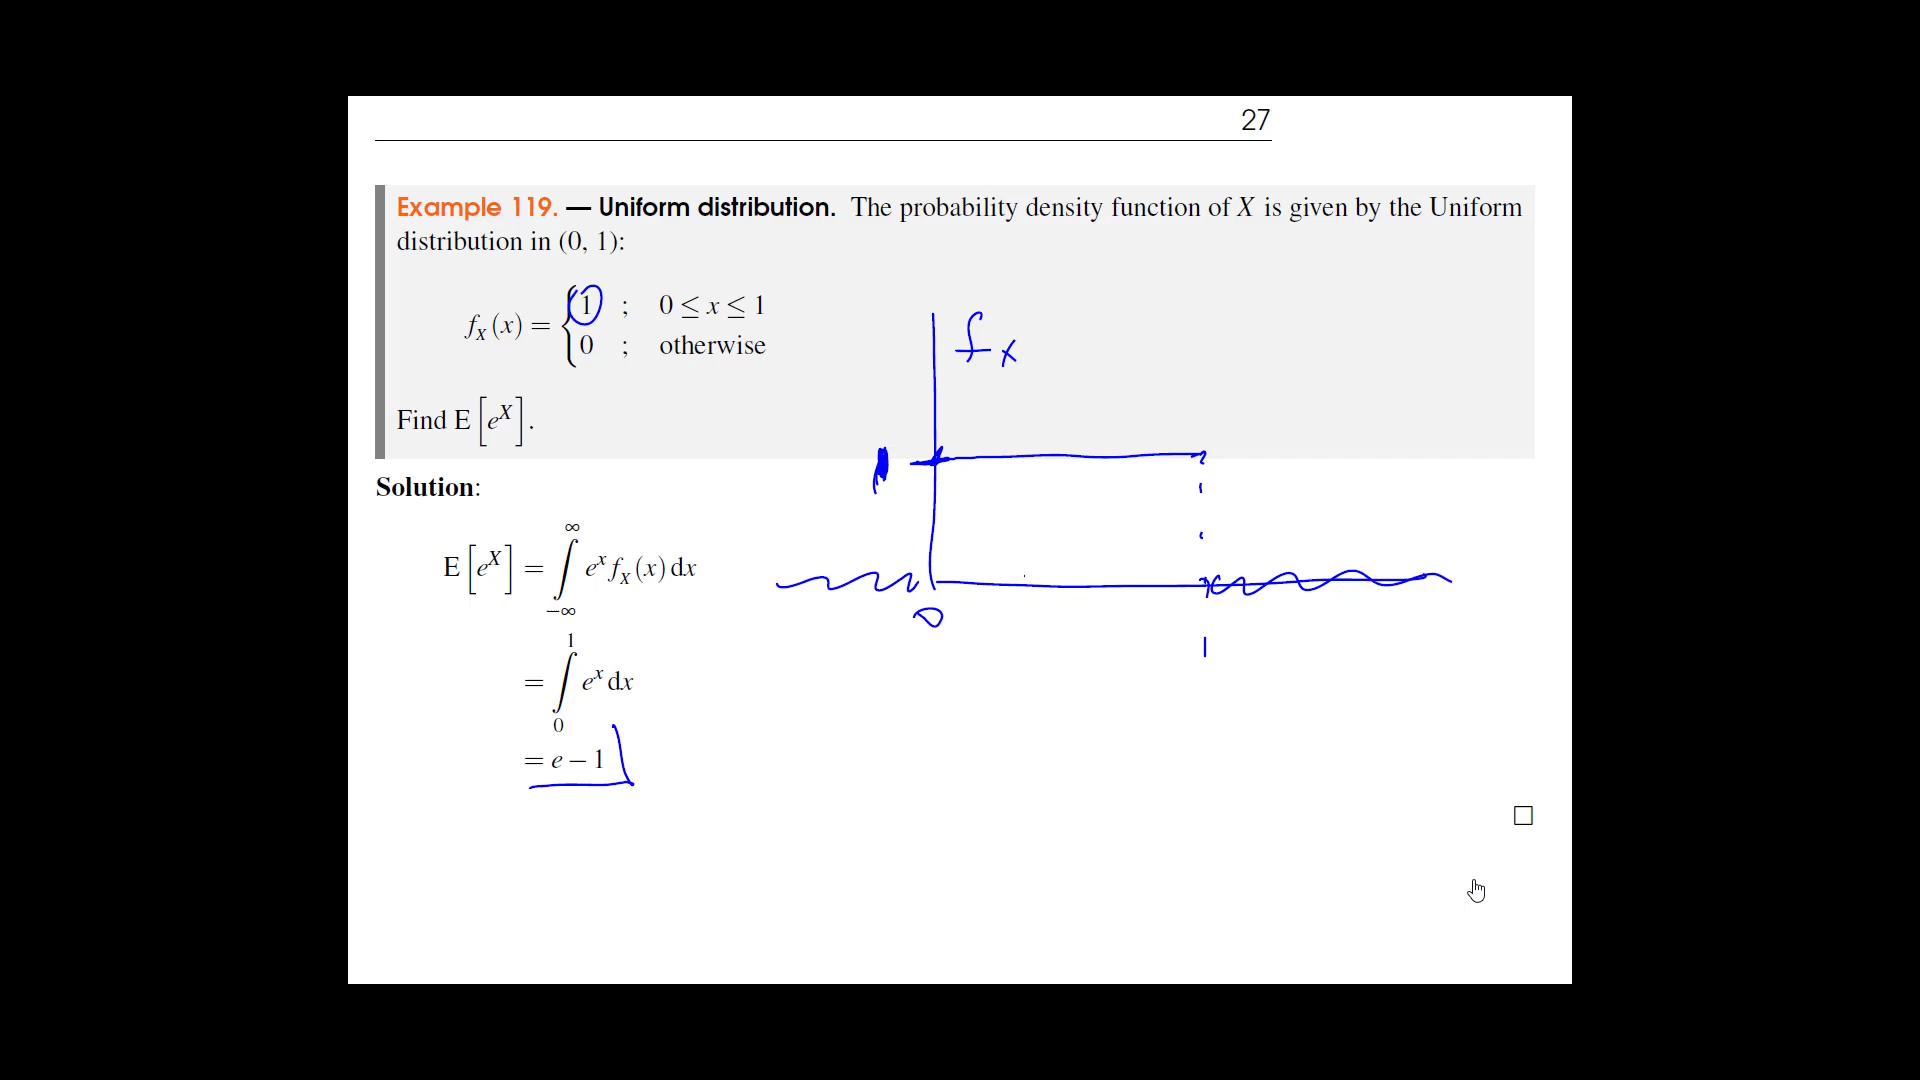 27
Example 119. — Uniform distribution. The probability density function of X is given by the Uniform
distribution in (0, 1):
f_X(x) = { 1 ; 0 ≤ x ≤ 1
0 ; otherwise
f_x
Find E[e^X].
1
Solution:
E[e^X] = ∫_{-∞}^{∞} e^x f_X(x) dx
0
1
= ∫_0^1 e^x dx
= e − 1
□